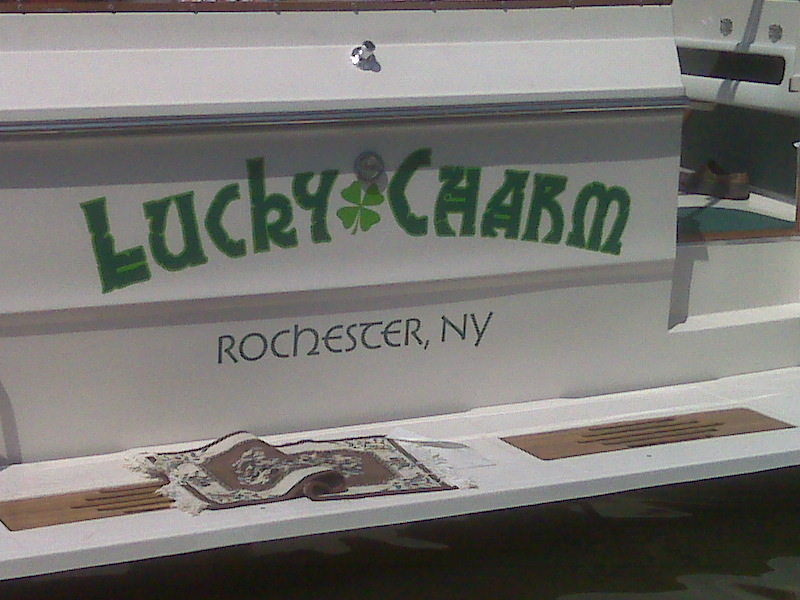 Lucky Charm
Rochester, NY